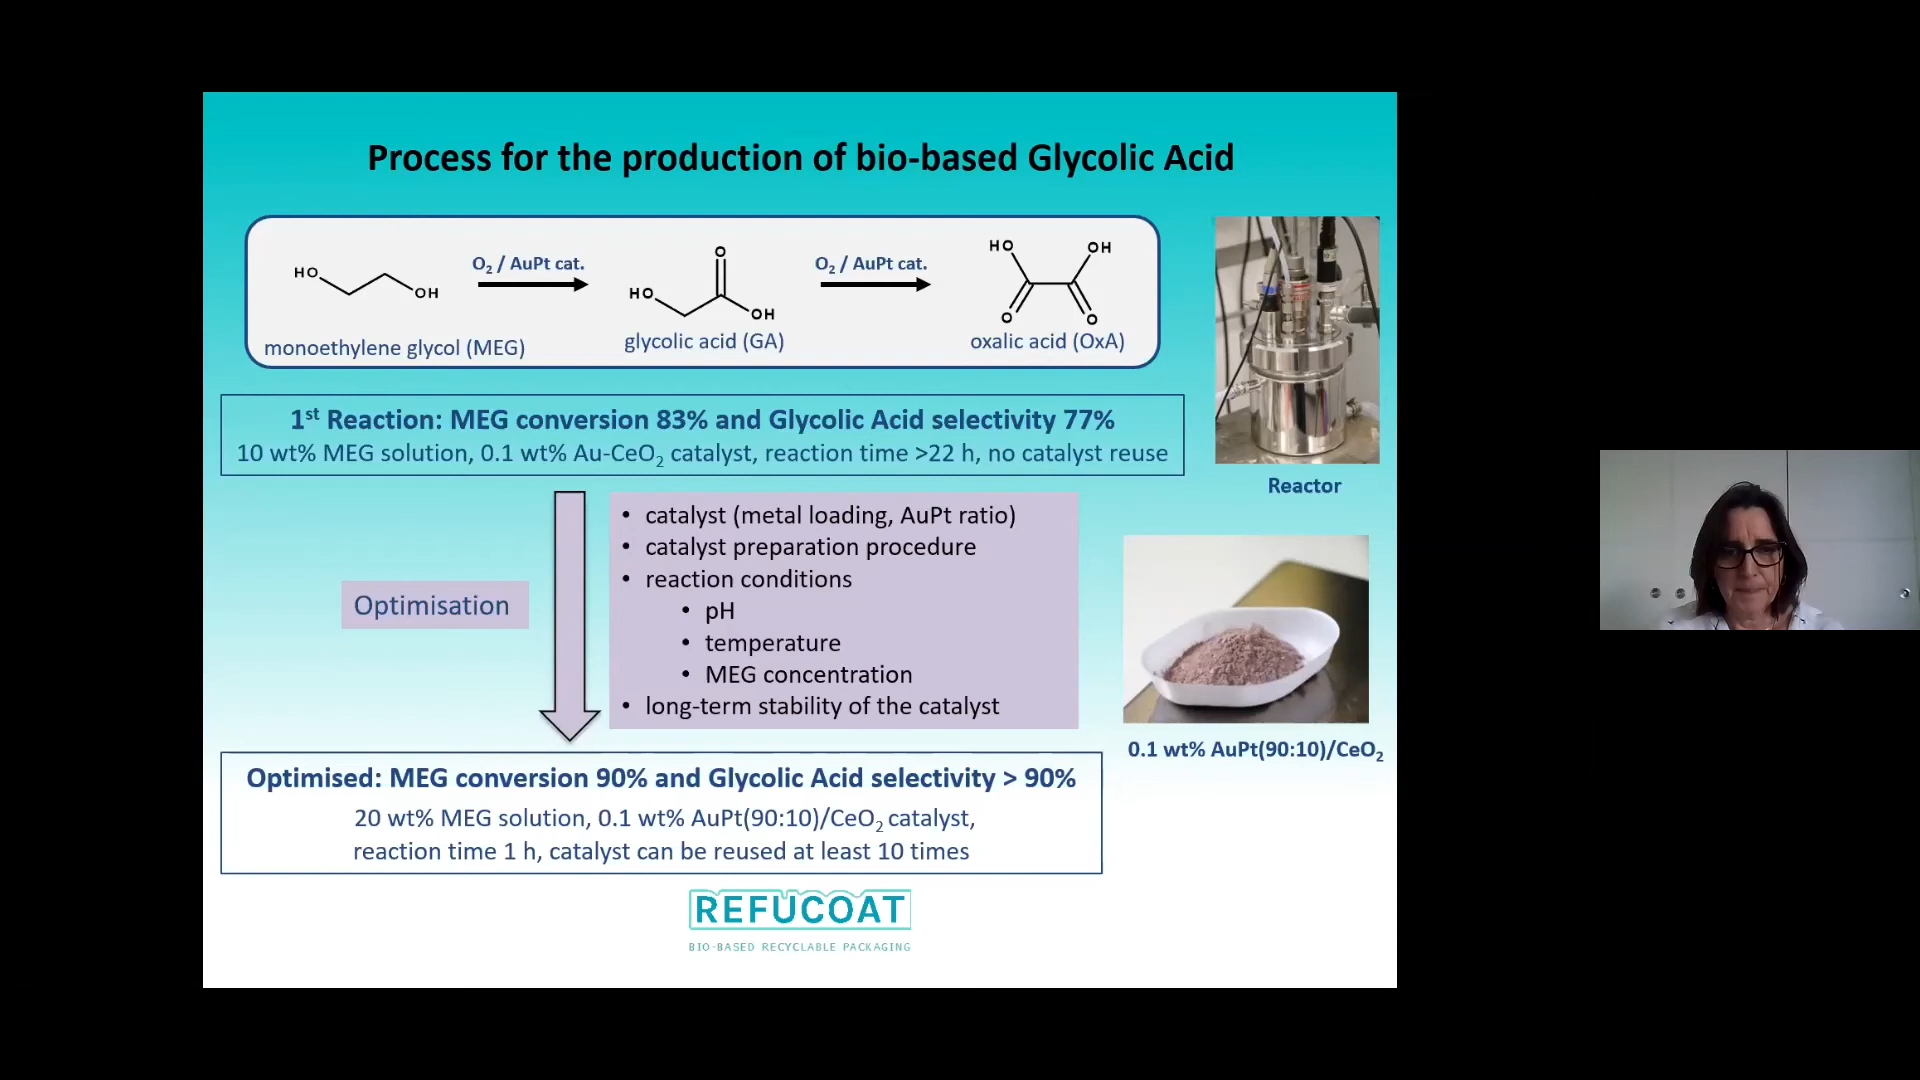 Process for the production of bio-based Glycolic Acid
HO
OH
monoethylene glycol (MEG)
O₂ / AuPt cat.
O
HO
OH
glycolic acid (GA)
O₂ / AuPt cat.
HO
OH
O
O
oxalic acid (OxA)
Reactor
1ˢᵗ Reaction: MEG conversion 83% and Glycolic Acid selectivity 77%
10 wt% MEG solution, 0.1 wt% Au-CeO₂ catalyst, reaction time >22 h, no catalyst reuse
Optimisation
• catalyst (metal loading, AuPt ratio)
• catalyst preparation procedure
• reaction conditions
• pH
• temperature
• MEG concentration
• long-term stability of the catalyst
0.1 wt% AuPt(90:10)/CeO₂
Optimised: MEG conversion 90% and Glycolic Acid selectivity > 90%
20 wt% MEG solution, 0.1 wt% AuPt(90:10)/CeO₂ catalyst,
reaction time 1 h, catalyst can be reused at least 10 times
REFUCOAT
BIO-BASED RECYCLABLE PACKAGING